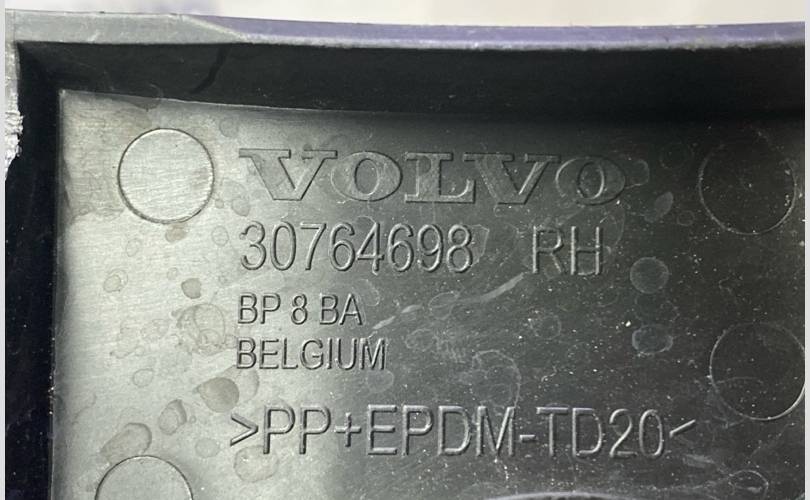 VOLVO
30764698 RH
BP 8 BA
BELGIUM
>PP+EPDM-TD20<